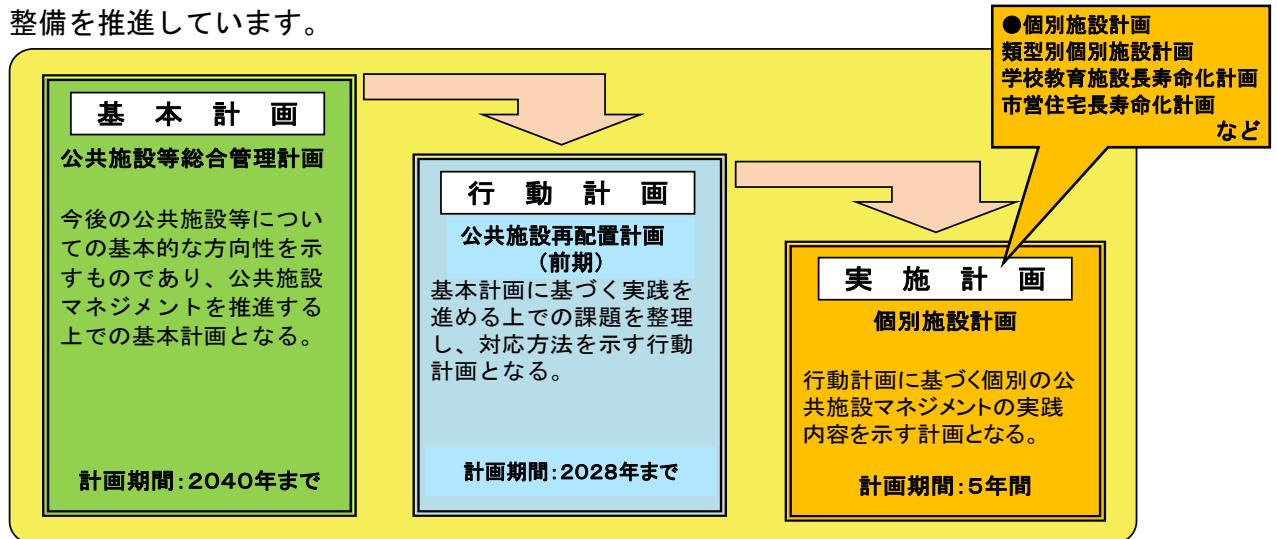 整備を推進しています。
●個別施設計画
類型別個別施設計画
学校教育施設長寿命化計画
市営住宅長寿命化計画
など
基本計画
公共施設等総合管理計画
今後の公共施設等につい
ての基本的な方向性を示
すものであり、公共施設
マネジメントを推進する
上での基本計画となる。
計画期間:2040年まで
行動計画
公共施設再配置計画
(前期)
基本計画に基づく実践を
進める上での課題を整理
し、対応方法を示す行動
計画となる。
計画期間:2028年まで
実施計画
個別施設計画
行動計画に基づく個別の公
共施設マネジメントの実践
内容を示す計画となる。
計画期間:5年間